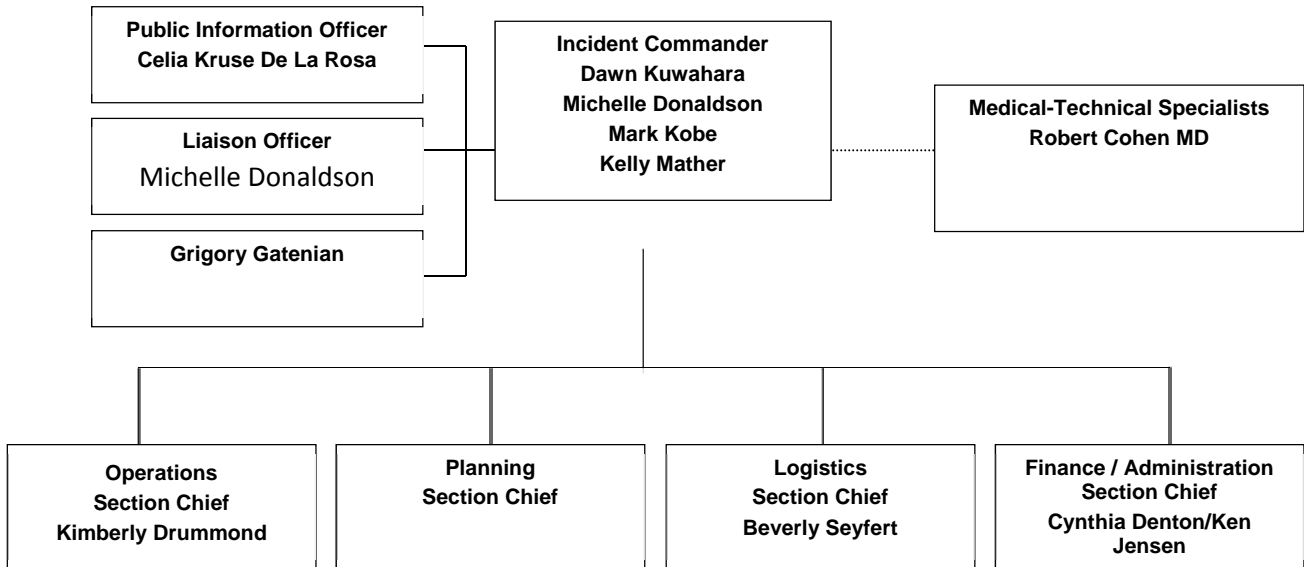 Public Information Officer
Celia Kruse De La Rosa
Liaison Officer
Michelle Donaldson
Grigory Gatenian
Incident Commander
Dawn Kuwahara
Michelle Donaldson
Mark Kobe
Kelly Mather
Medical-Technical Specialists
Robert Cohen MD
Operations
Section Chief
Kimberly Drummond
Planning
Section Chief
Logistics
Section Chief
Beverly Seyfert
Finance / Administration
Section Chief
Cynthia Denton/Ken
Jensen